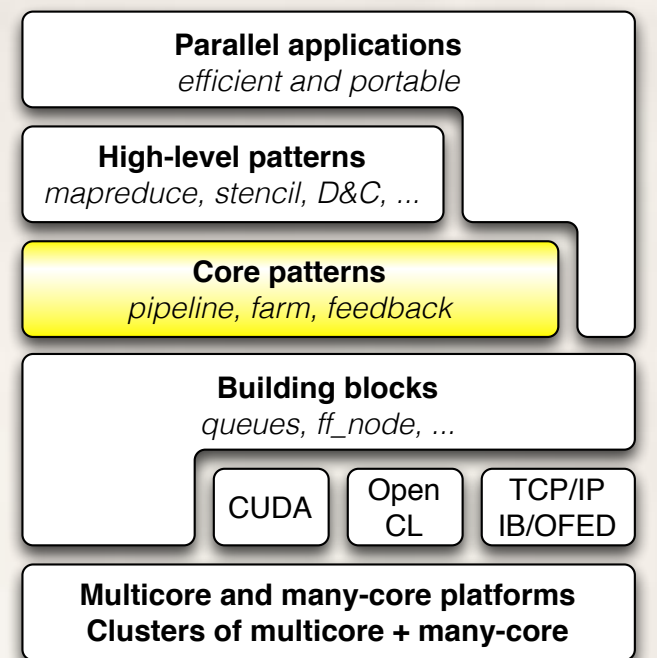 Parallel applications
efficient and portable
High-level patterns
mapreduce, stencil, D&C, ...
Core patterns
pipeline, farm, feedback
Building blocks
queues, ff_node, ...
CUDA
Open
CL
TCP/IP
IB/OFED
Multicore and many-core platforms
Clusters of multicore + many-core